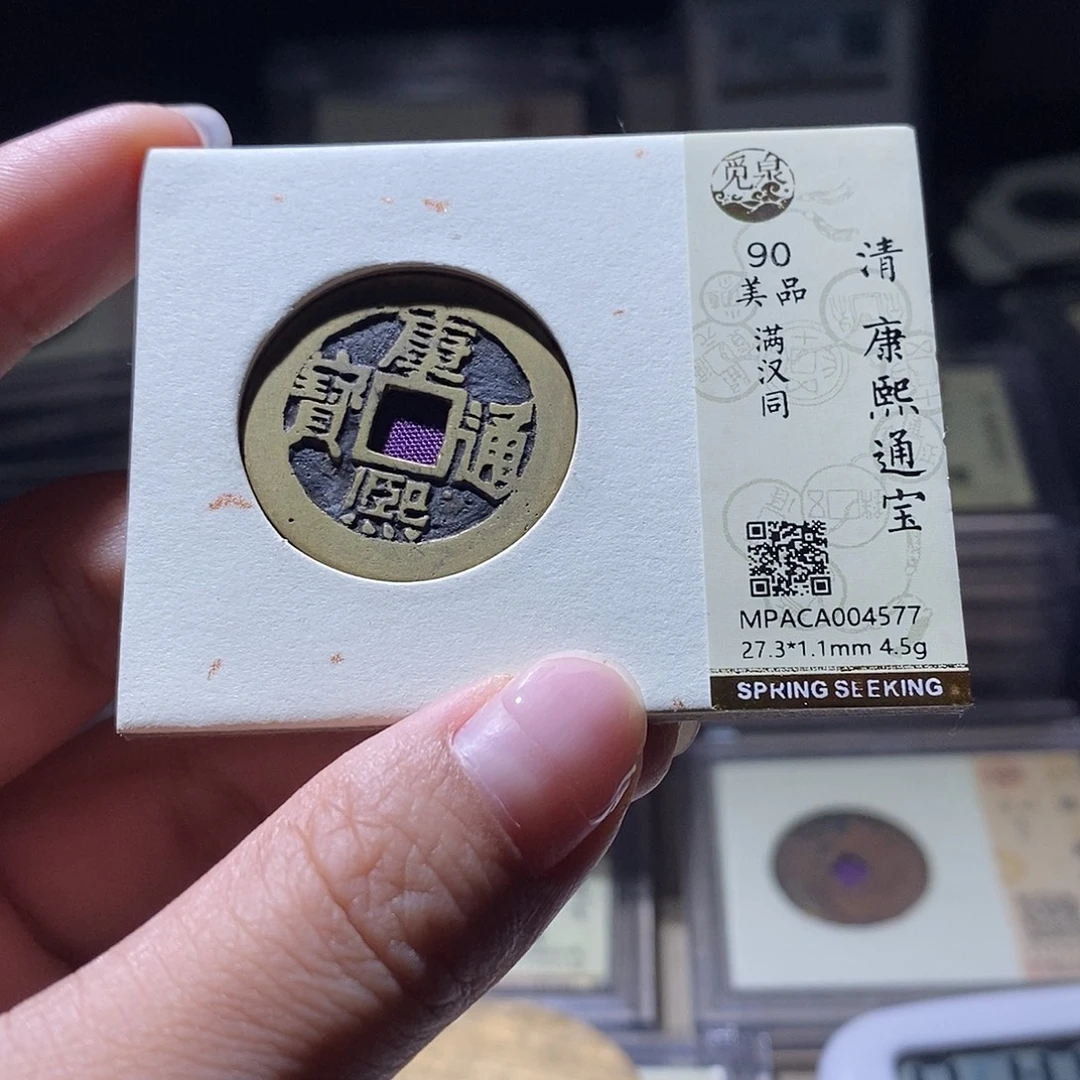 康熙通寶
觅泉
90
美品
满汉同
清 康熙通宝
MPACA004577
27.3*1.1mm 4.5g
SPRING SEEKING